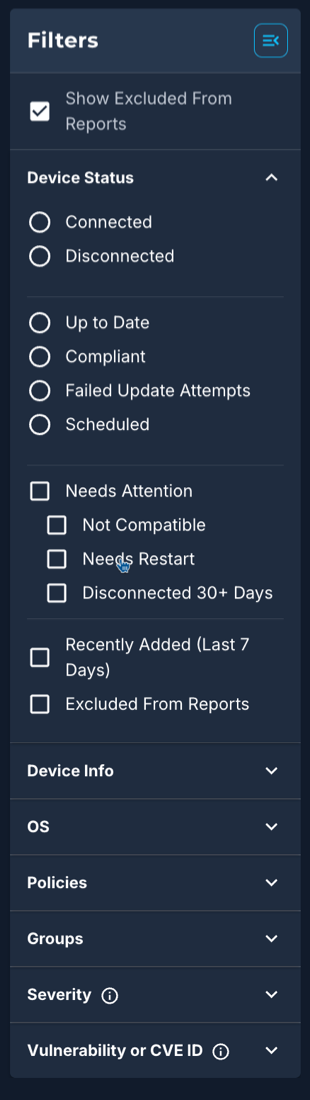 Filters
Show Excluded From
Reports
Device Status
Connected
Disconnected
Up to Date
Compliant
Failed Update Attempts
Scheduled
Needs Attention
Not Compatible
Needs Restart
Disconnected 30+ Days
Recently Added (Last 7
Days)
Excluded From Reports
Device Info
OS
Policies
Groups
Severity
Vulnerability or CVE ID